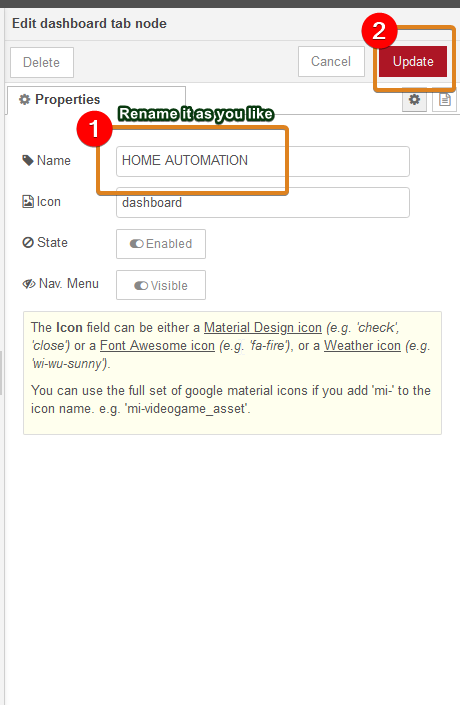 Edit dashboard tab node
2
Delete
Cancel
Update
Properties
Rename it as you like
1
Name
HOME AUTOMATION
Icon
dashboard
State
Enabled
Nav. Menu
Visible
The Icon field can be either a Material Design icon (e.g. 'check',
'close') or a Font Awesome icon (e.g. 'fa-fire'), or a Weather icon (e.g.
'wi-wu-sunny').
You can use the full set of google material icons if you add 'mi-' to the
icon name. e.g. 'mi-videogame_asset'.